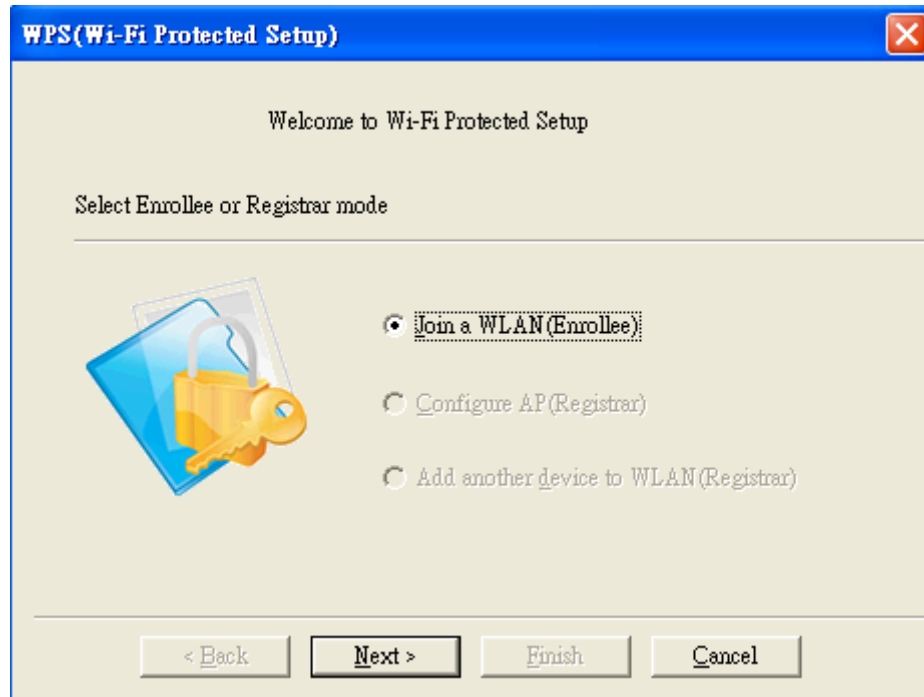 WPS(Wi-Fi Protected Setup)
Welcome to Wi-Fi Protected Setup
Select Enrollee or Registrar mode
Join a WLAN(Enrollee)
Configure AP(Registrar)
Add another device to WLAN(Registrar)
< Back
Next >
Finish
Cancel